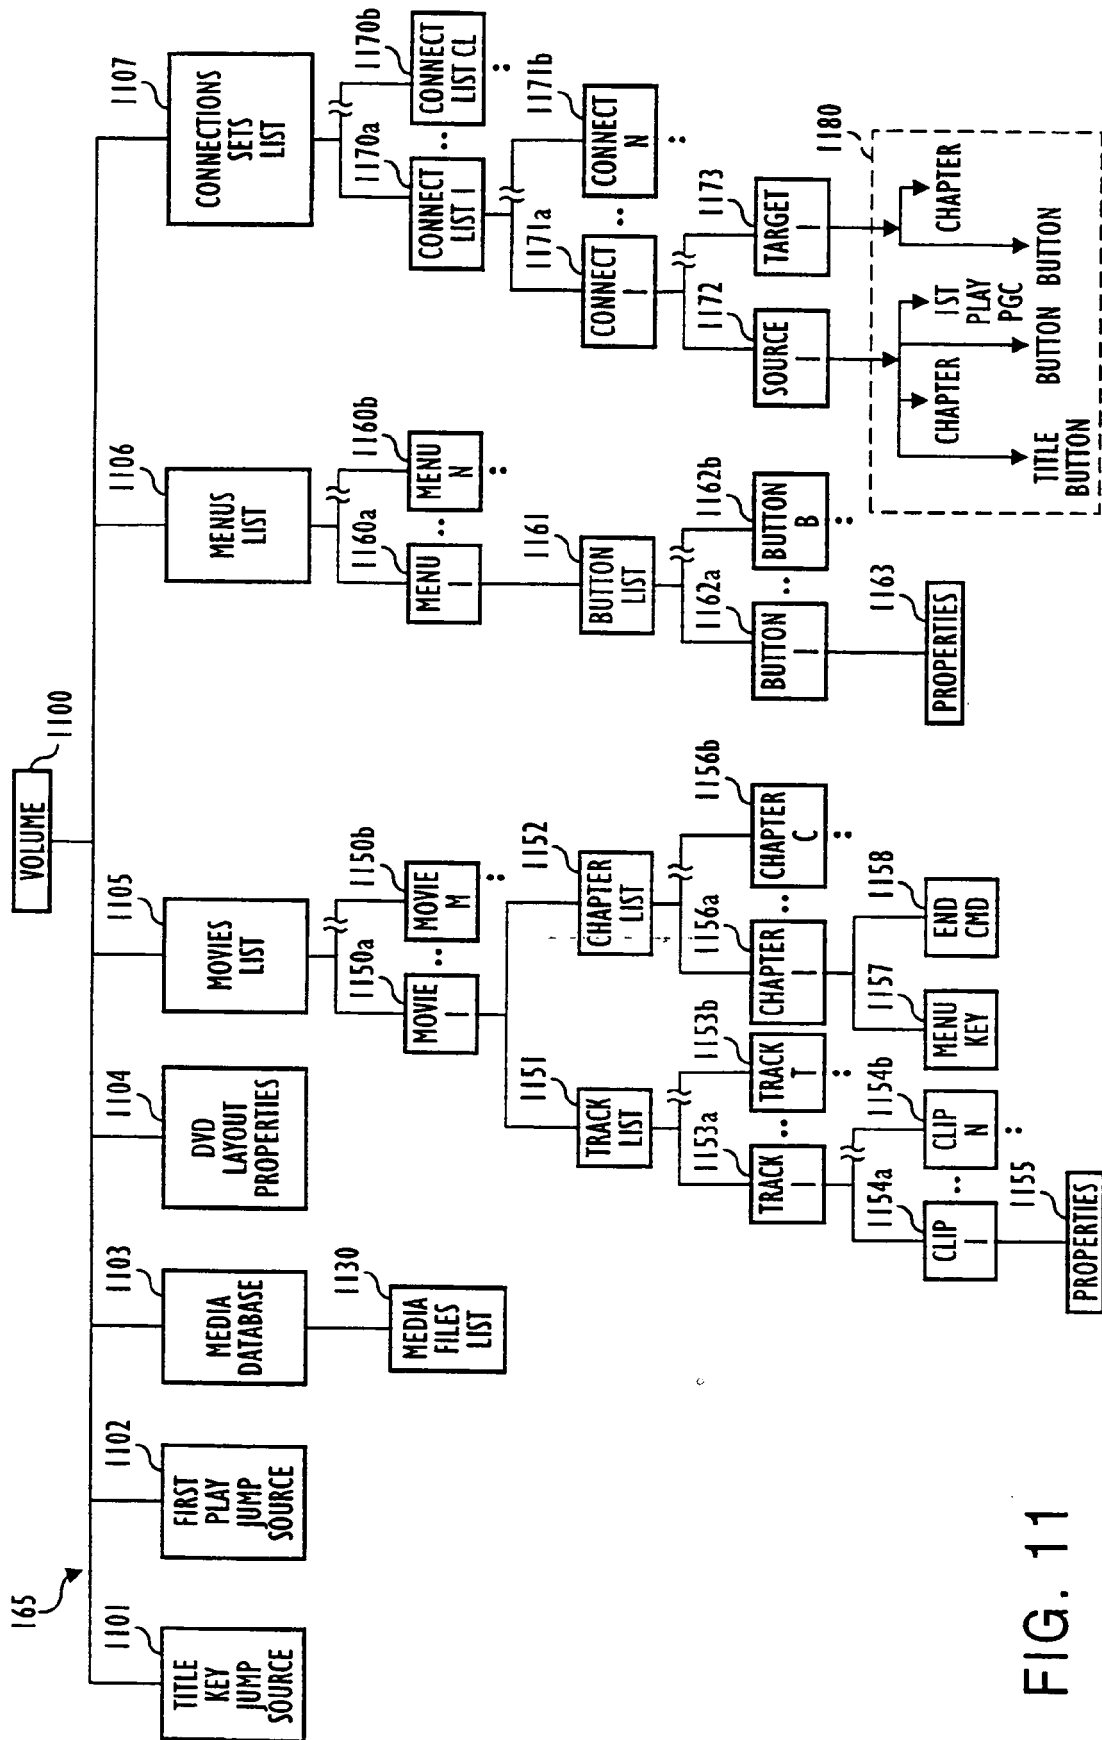 165
VOLUME
1100
TITLE
KEY
JUMP
SOURCE
1101
FIRST
PLAY
JUMP
SOURCE
1102
MEDIA
DATABASE
1103
MEDIA
FILES
LIST
1130
DVD
LAYOUT
PROPERTIES
1104
MOVIES
LIST
1105
MOVIE
1
1150a
..
MOVIE
M
1150b
:
TRACK
LIST
1151
CHAPTER
LIST
1152
TRACK
1
1153a
..
TRACK
T
1153b
:
CLIP
1
1154a
..
CLIP
N
1154b
:
PROPERTIES
1155
CHAPTER
1
1156a
..
CHAPTER
C
1156b
:
MENU
KEY
1157
END
CMD
1158
MENUS
LIST
1106
MENU
1
1160a
..
MENU
N
1160b
:
BUTTON
LIST
1161
BUTTON
1
1162a
..
BUTTON
B
1162b
:
PROPERTIES
1163
CONNECTIONS
SETS
LIST
1107
CONNECT
LIST 1
1170a
..
CONNECT
LIST CL
1170b
:
CONNECT
1
1171a
..
CONNECT
N
1171b
:
SOURCE
1
1172
TARGET
1
1173
1180
TITLE
BUTTON
CHAPTER
BUTTON
1ST
PLAY
PGC
BUTTON
CHAPTER
FIG. 11